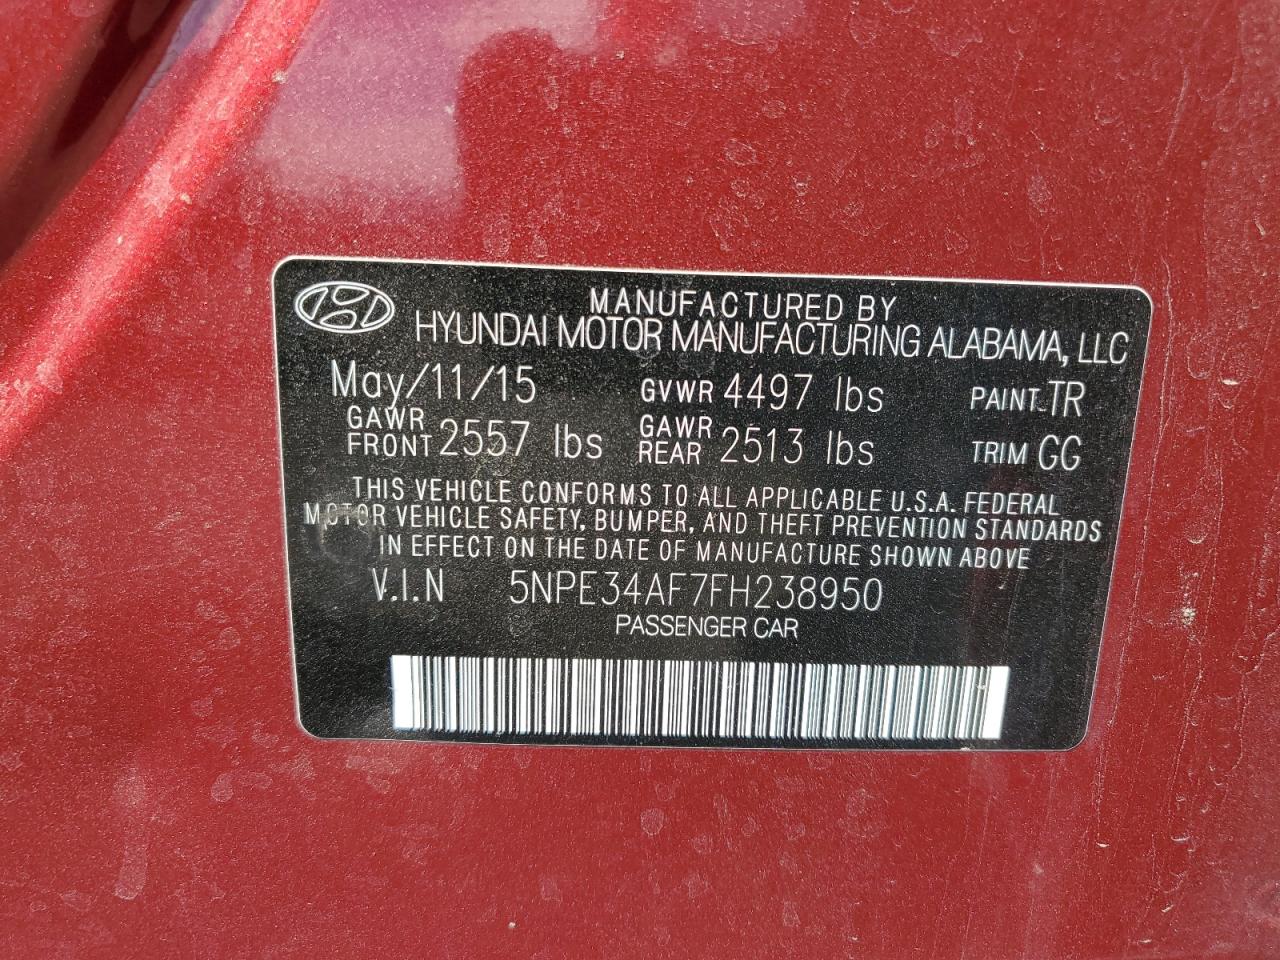 MANUFACTURED BY
HYUNDAI MOTOR MANUFACTURING ALABAMA, LLC
May/11/15 GVWR 4497 lbs PAINT TR
GAWR FRONT 2557 lbs GAWR REAR 2513 lbs TRIM GG
THIS VEHICLE CONFORMS TO ALL APPLICABLE U.S.A. FEDERAL
MOTOR VEHICLE SAFETY, BUMPER, AND THEFT PREVENTION STANDARDS
IN EFFECT ON THE DATE OF MANUFACTURE SHOWN ABOVE
V.I.N 5NPE34AF7FH238950
PASSENGER CAR